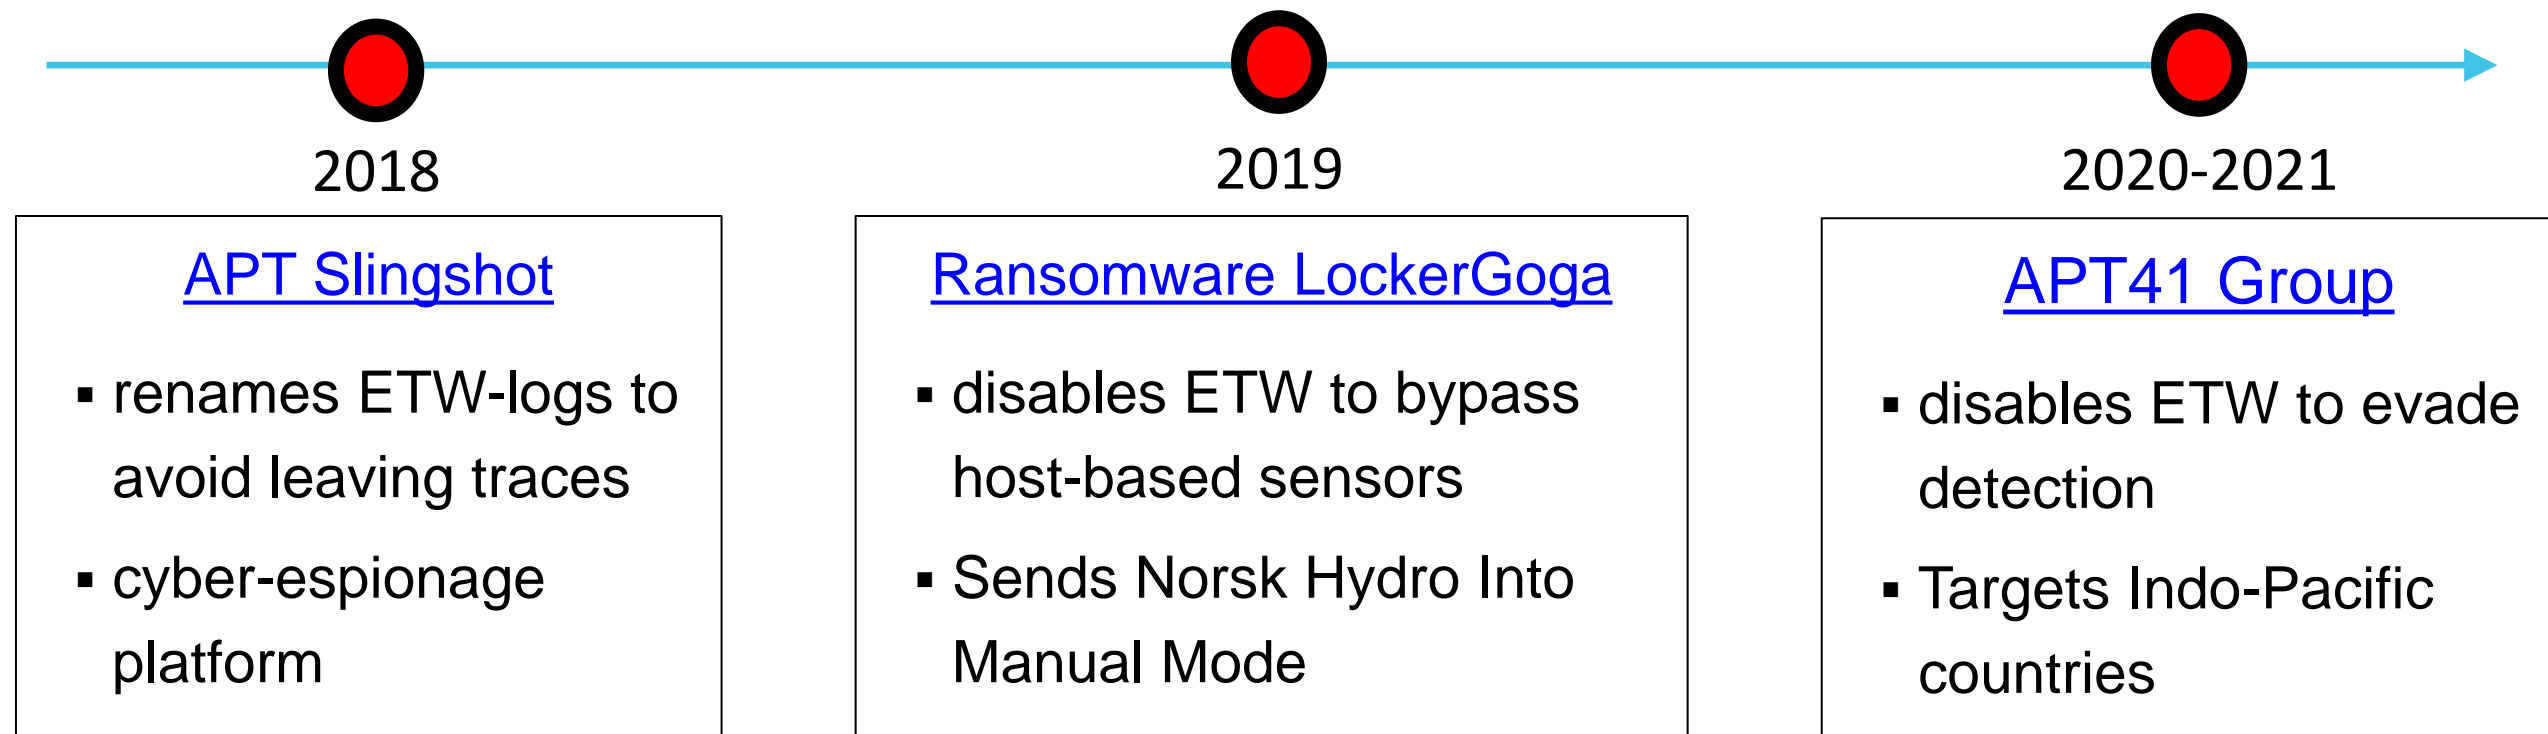 2018
2019
2020-2021
APT Slingshot
▪ renames ETW-logs to
avoid leaving traces
▪ cyber-espionage
platform
Ransomware LockerGoga
▪ disables ETW to bypass
host-based sensors
▪ Sends Norsk Hydro Into
Manual Mode
APT41 Group
▪ disables ETW to evade
detection
▪ Targets Indo-Pacific
countries